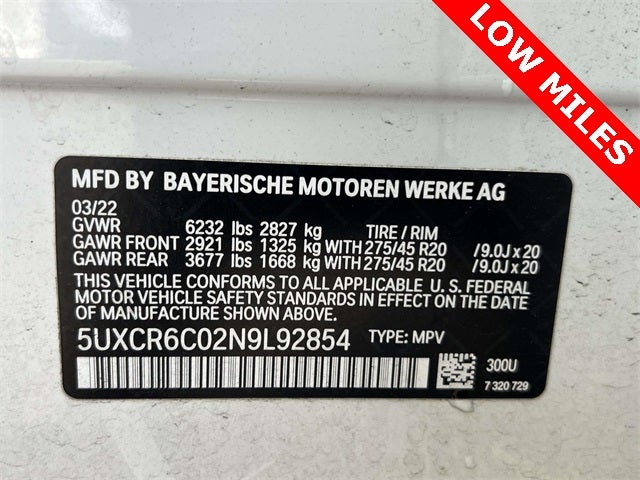 LOW MILES
MFD BY BAYERISCHE MOTOREN WERKE AG
03/22
GVWR 6232 lbs 2827 kg TIRE / RIM
GAWR FRONT 2921 lbs 1325 kg WITH 275/45 R20 /9.0J x 20
GAWR REAR 3677 lbs 1668 kg WITH 275/45 R20 /9.0J x 20
THIS VEHICLE CONFORMS TO ALL APPLICABLE U. S. FEDERAL
MOTOR VEHICLE SAFETY STANDARDS IN EFFECT ON THE DATE
OF MANUFACTURE SHOWN ABOVE.
5UXCR6C02N9L92854 TYPE: MPV
300U
7 320 729